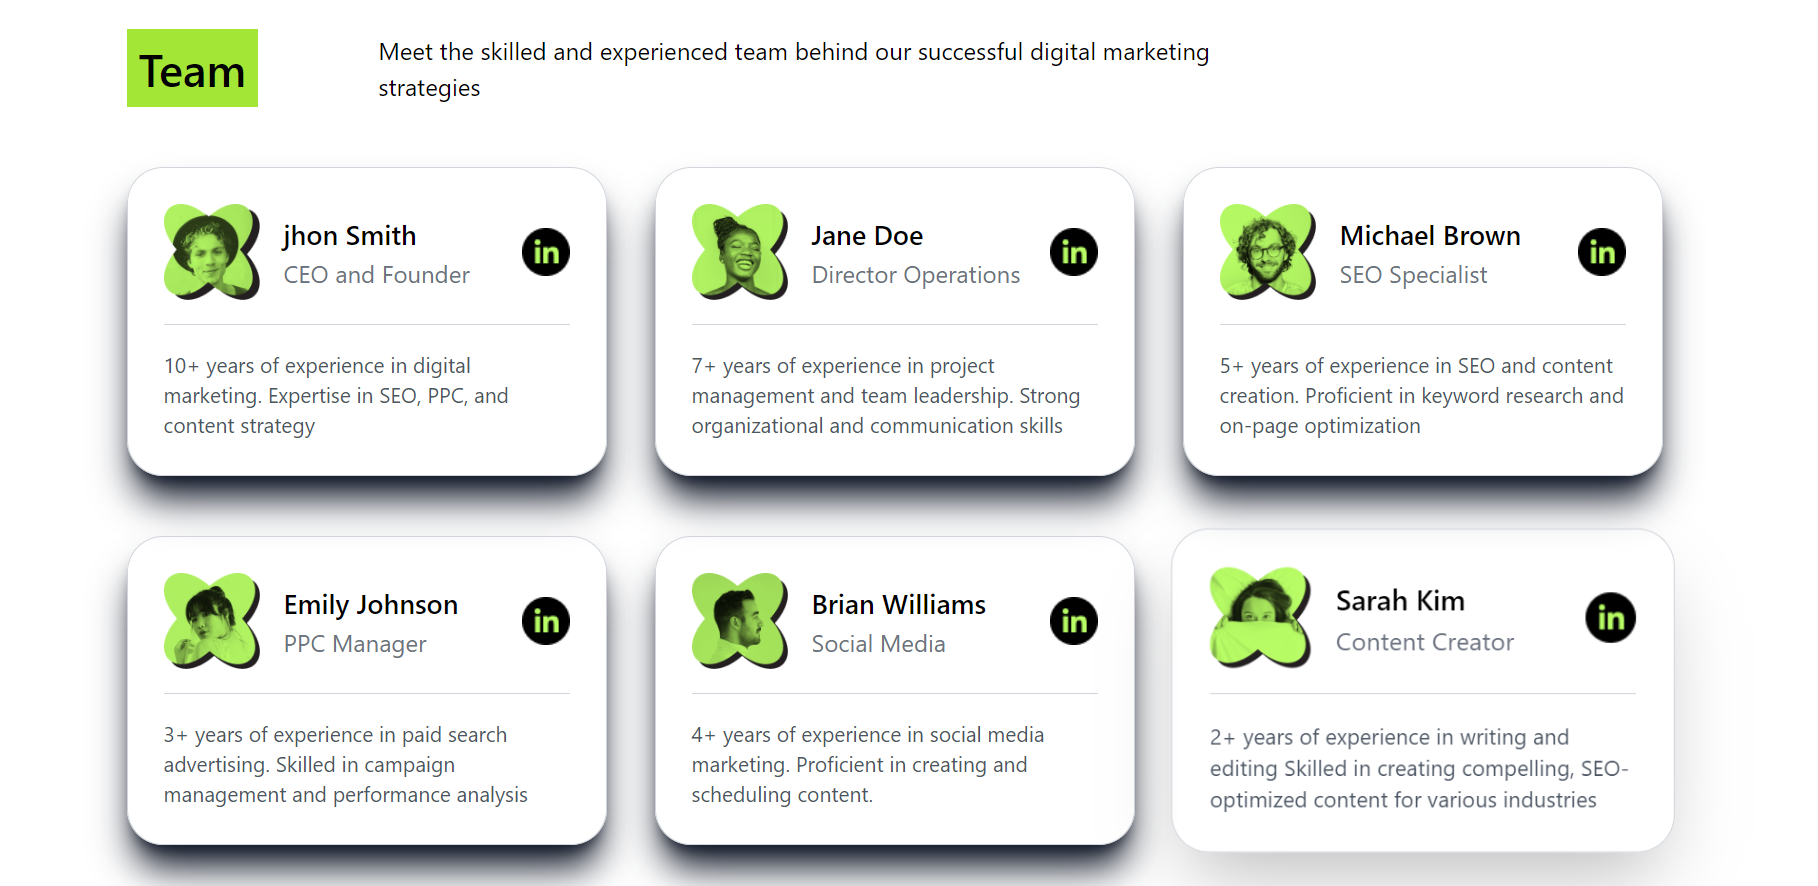 Team
Meet the skilled and experienced team behind our successful digital marketing
strategies
jhon Smith
CEO and Founder
in
10+ years of experience in digital
marketing. Expertise in SEO, PPC, and
content strategy
Jane Doe
Director Operations
in
7+ years of experience in project
management and team leadership. Strong
organizational and communication skills
Michael Brown
SEO Specialist
in
5+ years of experience in SEO and content
creation. Proficient in keyword research and
on-page optimization
Emily Johnson
PPC Manager
in
3+ years of experience in paid search
advertising. Skilled in campaign
management and performance analysis
Brian Williams
Social Media
in
4+ years of experience in social media
marketing. Proficient in creating and
scheduling content.
Sarah Kim
Content Creator
in
2+ years of experience in writing and
editing Skilled in creating compelling, SEO-
optimized content for various industries